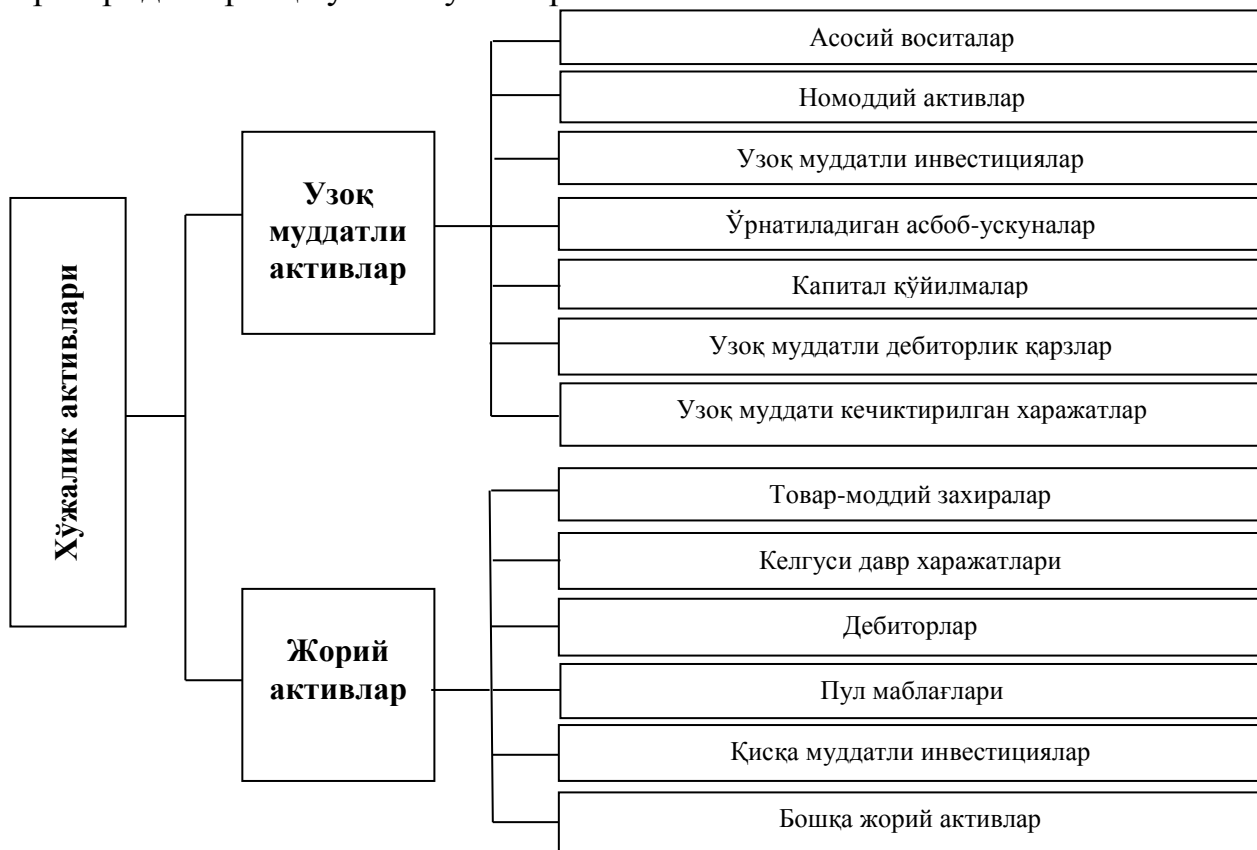 Хўжалик активлари
Узоқ
муддатли
активлар
Асосий воситалар
Номоддий активлар
Узоқ муддатли инвестициялар
Ўрнатиладиган асбоб-ускуналар
Капитал қўйилмалар
Узоқ муддатли дебиторлик қарзлар
Узоқ муддати кечиктирилган харажатлар
Жорий
активлар
Товар-моддий захиралар
Келгуси давр харажатлари
Дебиторлар
Пул маблағлари
Қисқа муддатли инвестициялар
Бошқа жорий активлар